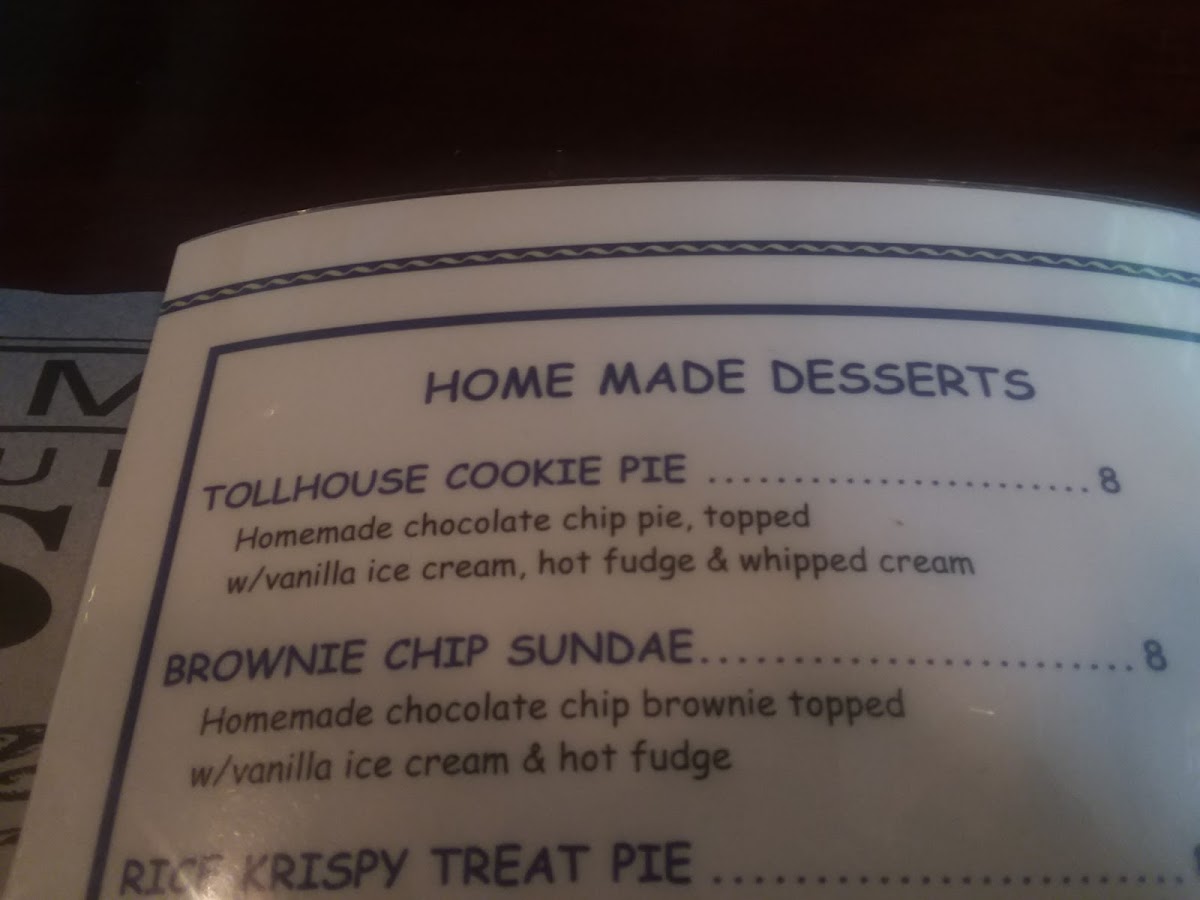 HOME MADE DESSERTS
TOLLHOUSE COOKIE PIE ........................ 8
Homemade chocolate chip pie, topped
w/vanilla ice cream, hot fudge & whipped cream
BROWNIE CHIP SUNDAE........................... 8
Homemade chocolate chip brownie topped
w/vanilla ice cream & hot fudge
RICE KRISPY TREAT PIE .............................